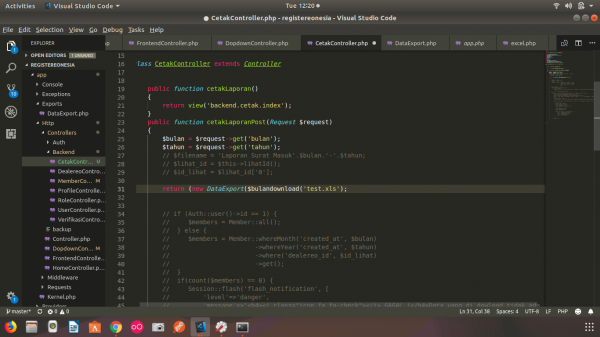 Activities
Visual Studio Code
Tue 12:20
CetakController.php - registereonesia - Visual Studio Code
File Edit Selection View Go Debug Tasks Help
EXPLORER
OPEN EDITORS 1 UNSAVED
REGISTEREONESIA
app
Console
Exceptions
Exports
DataExport.php
Http
Controllers
Auth
Backend
CetakContr...
DealereoContr...
MemberCo...
ProfileController...
RoleController....
UserController....
VerifikasiContr...
backup
Controller.php
DopdownCon...
FrontendController...
HomeController.p...
Middleware
Requests
Kernel.php
Providers
php
FrontendController.php
DopdownController.php
CetakController.php
DataExport.php
app.php
excel.php
15
16 lass CetakController extends Controller
17
18
19 public function cetakLaporan()
20 {
21 return view('backend.cetak.index');
22 }
23 public function cetakLaporanPost(Request $request)
24 {
25 $bulan = $request->get('bulan');
26 $tahun = $request->get('tahun');
27 // $filename = 'Laporan Surat Masuk'.$bulan.'-'.$tahun;
28 // $lihat_id = $this->lihatId();
29 // $id_lihat = $lihat_id['0'];
30
31 return (new DataExport($bulandownload('test.xls');
32
33
34 // if (Auth::user()->id == 1) {
35 // $members = Member::all();
36 // } else {
37 // $members = Member::whereMonth('created_at', $bulan)
38 // ->whereYear('created_at', $tahun)
39 // ->where('dealereo_id', $id_lihat)
40 // ->get();
41 // }
42 // if(count($members) == 0) {
43 // Session::flash('flash_notification', [
44 // 'level'=>'danger',
45
master*
0 0
Ln 31, Col 38
Spaces: 4
UTF-8
LF
PHP